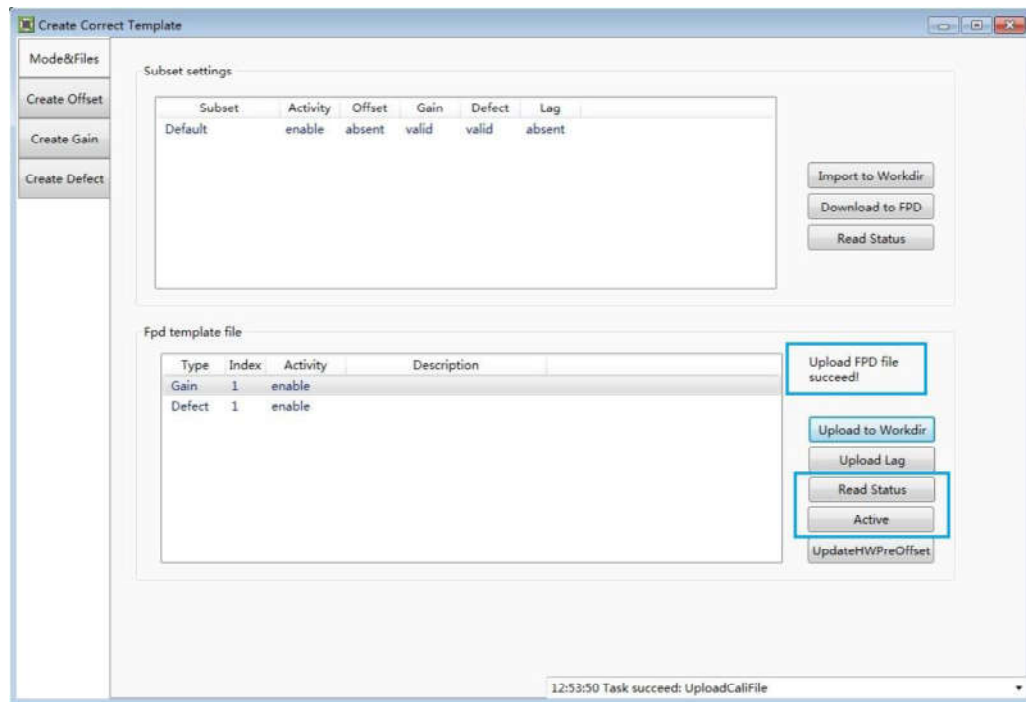 Create Correct Template
Mode&Files
Create Offset
Create Gain
Create Defect
Subset settings
Subset Activity Offset Gain Defect Lag
Default enable absent valid valid absent
Import to Workdir
Download to FPD
Read Status
Fpd template file
Type Index Activity Description
Gain 1 enable
Defect 1 enable
Upload FPD file
succeed!
Upload to Workdir
Upload Lag
Read Status
Active
UpdateHWPreOffset
12:53:50 Task succeed: UploadCaliFile